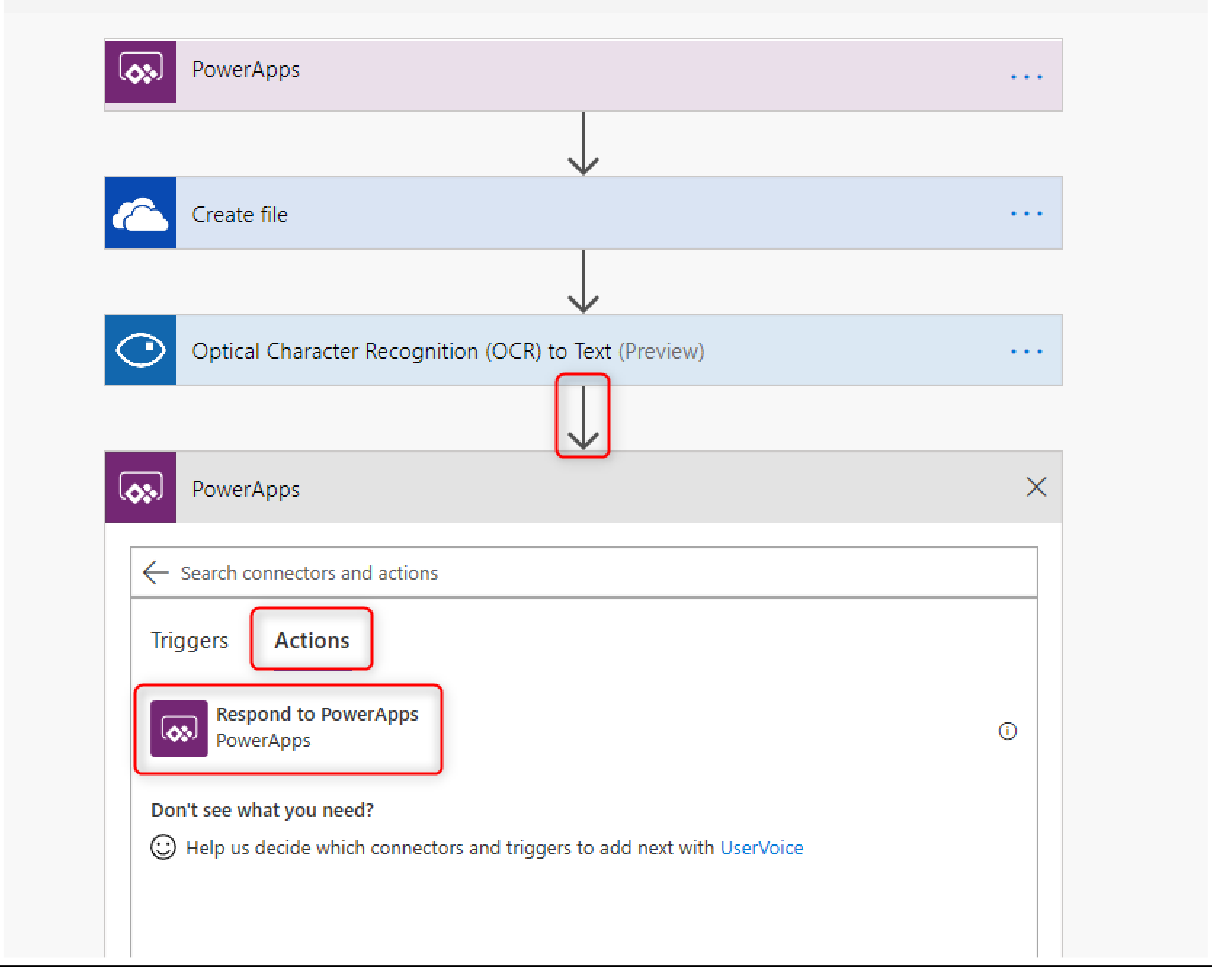 PowerApps
Create file
Optical Character Recognition (OCR) to Text (Preview)
PowerApps
Search connectors and actions
Triggers Actions
Respond to PowerApps
PowerApps
Don't see what you need?
Help us decide which connectors and triggers to add next with UserVoice